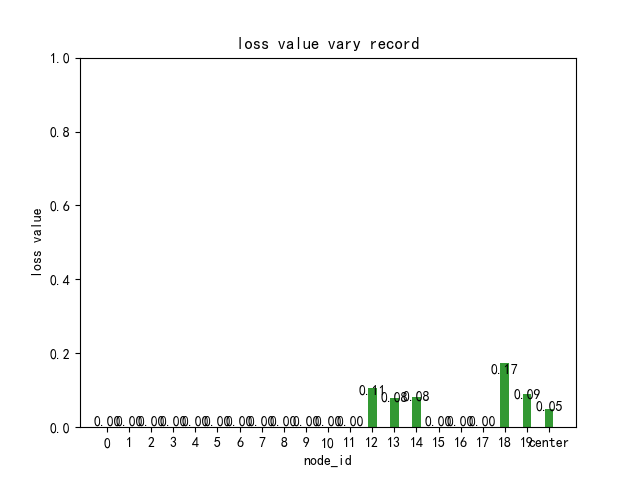 loss value vary record
1.0
0.8
0.6
0.4
0.2
0.0
loss value
0.00 0.00 0.00 0.00 0.00 0.00 0.00 0.00 0.00 0.00 0.00 0.00 0.11 0.08 0.08 0.00 0.00 0.00 0.17 0.09 0.05
0 1 2 3 4 5 6 7 8 9 10 11 12 13 14 15 16 17 18 19 center
node_id